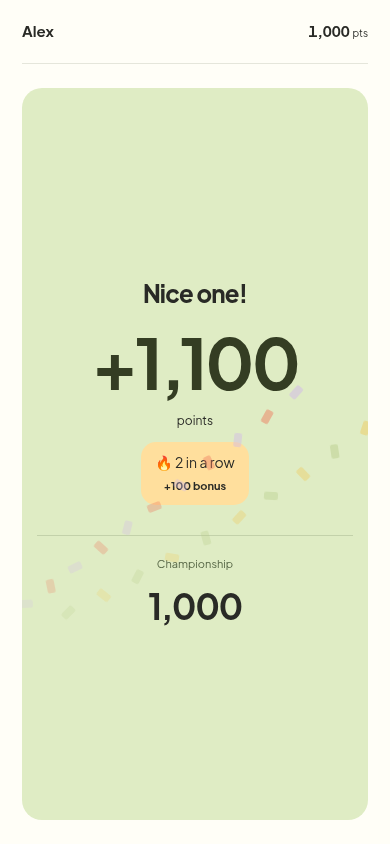 Alex
1,000 pts
Nice one!
+1,100
points
🔥 2 in a row
+100 bonus
Championship
1,000